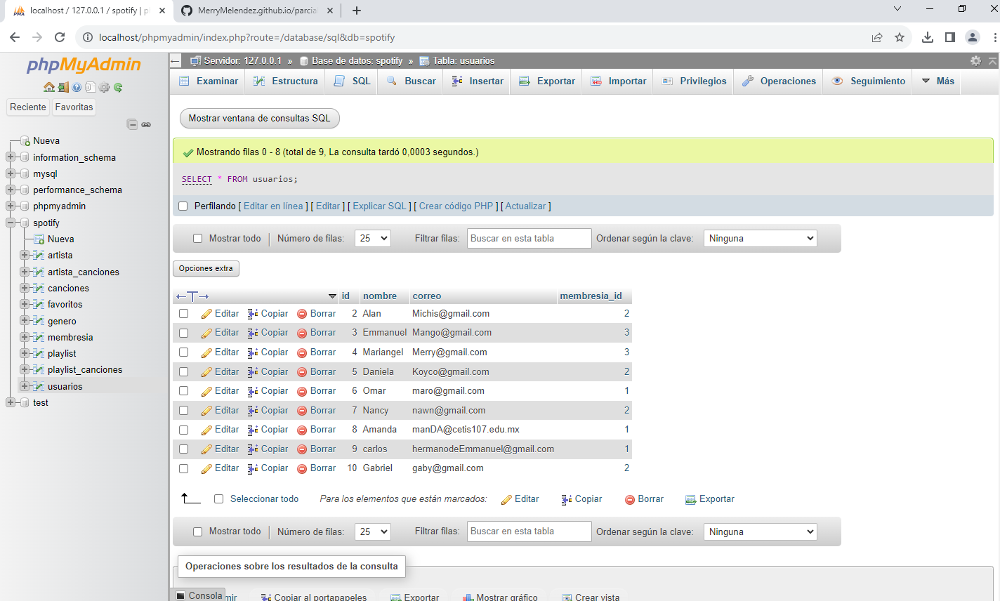 localhost / 127.0.0.1 / spotify | p
MerryMelendez.github.io/parcia
localhost/phpmyadmin/index.php?route=/database/sql&db=spotify
phpMyAdmin
Reciente Favoritas
Nueva
information_schema
mysql
performance_schema
phpmyadmin
spotify
Nueva
artista
artista_canciones
canciones
favoritos
genero
membresia
playlist
playlist_canciones
usuarios
test
Servidor: 127.0.0.1 » Base de datos: spotify » Tabla: usuarios
Examinar Estructura SQL Buscar Insertar Exportar Importar Privilegios Operaciones Seguimiento Más
Mostrar ventana de consultas SQL
Mostrando filas 0 - 8 (total de 9, La consulta tardó 0,0003 segundos.)
SELECT * FROM usuarios;
Perfilando [ Editar en línea ] [ Editar ] [ Explicar SQL ] [ Crear código PHP ] [ Actualizar ]
Mostrar todo | Número de filas: 25 Filtrar filas: Buscar en esta tabla Ordenar según la clave: Ninguna
Opciones extra
←T→ id nombre correo membresia_id
Editar Copiar Borrar 2 Alan Michis@gmail.com 2
Editar Copiar Borrar 3 Emmanuel Mango@gmail.com 3
Editar Copiar Borrar 4 Mariangel Merry@gmail.com 3
Editar Copiar Borrar 5 Daniela Koyco@gmail.com 2
Editar Copiar Borrar 6 Omar maro@gmail.com 1
Editar Copiar Borrar 7 Nancy nawn@gmail.com 2
Editar Copiar Borrar 8 Amanda manDA@cetis107.edu.mx 1
Editar Copiar Borrar 9 carlos hermanodeEmmanuel@gmail.com 1
Editar Copiar Borrar 10 Gabriel gaby@gmail.com 2
Seleccionar todo Para los elementos que están marcados: Editar Copiar Borrar Exportar
Mostrar todo | Número de filas: 25 Filtrar filas: Buscar en esta tabla Ordenar según la clave: Ninguna
Operaciones sobre los resultados de la consulta
Consola mir Copiar al portapapeles Exportar Mostrar gráfico Crear vista